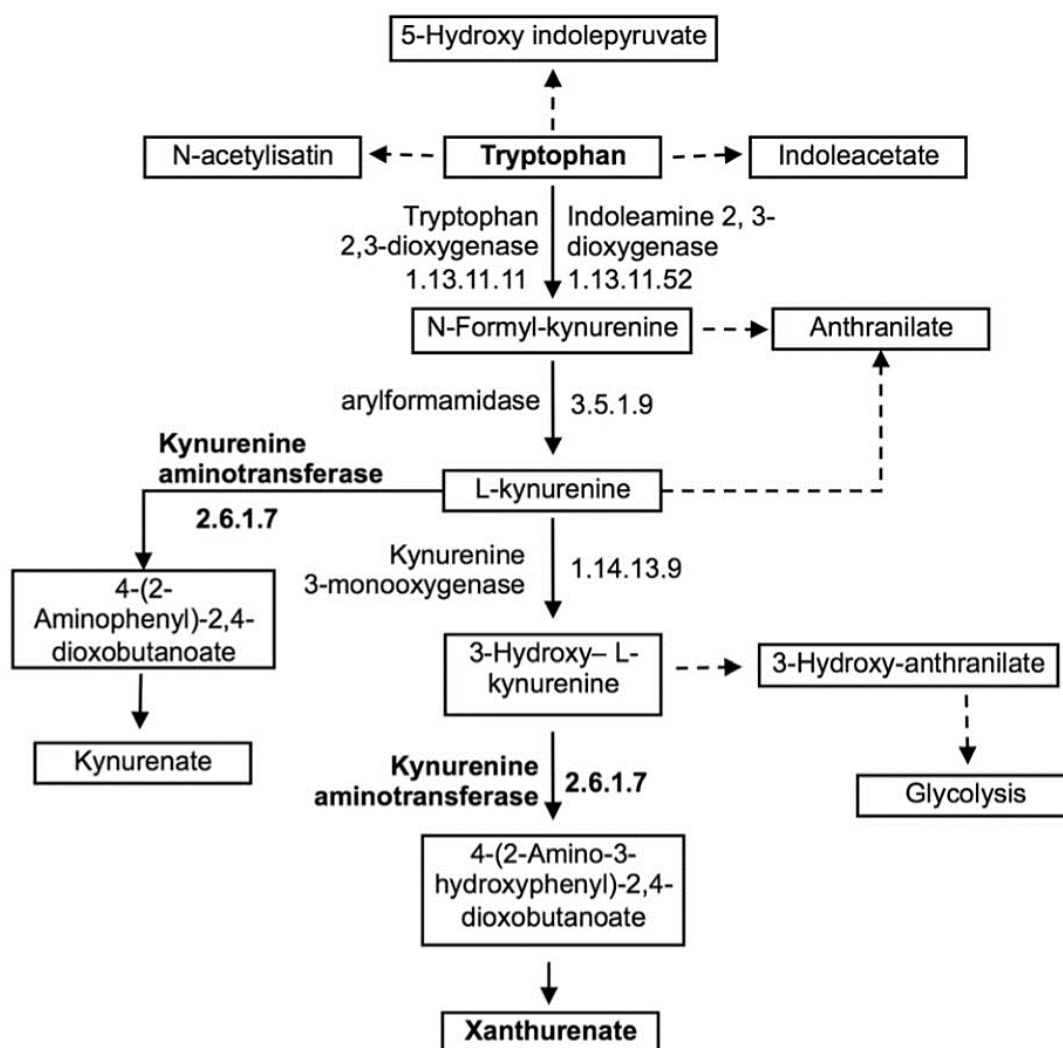 5-Hydroxy indolepyruvate
N-acetylisatin
Tryptophan
Indoleacetate
Tryptophan
2,3-dioxygenase
1.13.11.11
Indoleamine 2, 3-
dioxygenase
1.13.11.52
N-Formyl-kynurenine
Anthranilate
arylformamidase
3.5.1.9
Kynurenine
aminotransferase
2.6.1.7
L-kynurenine
Kynurenine
3-monooxygenase
1.14.13.9
4-(2-
Aminophenyl)-2,4-
dioxobutanoate
3-Hydroxy– L-
kynurenine
3-Hydroxy-anthranilate
Kynurenate
Kynurenine
aminotransferase
2.6.1.7
Glycolysis
4-(2-Amino-3-
hydroxyphenyl)-2,4-
dioxobutanoate
Xanthurenate